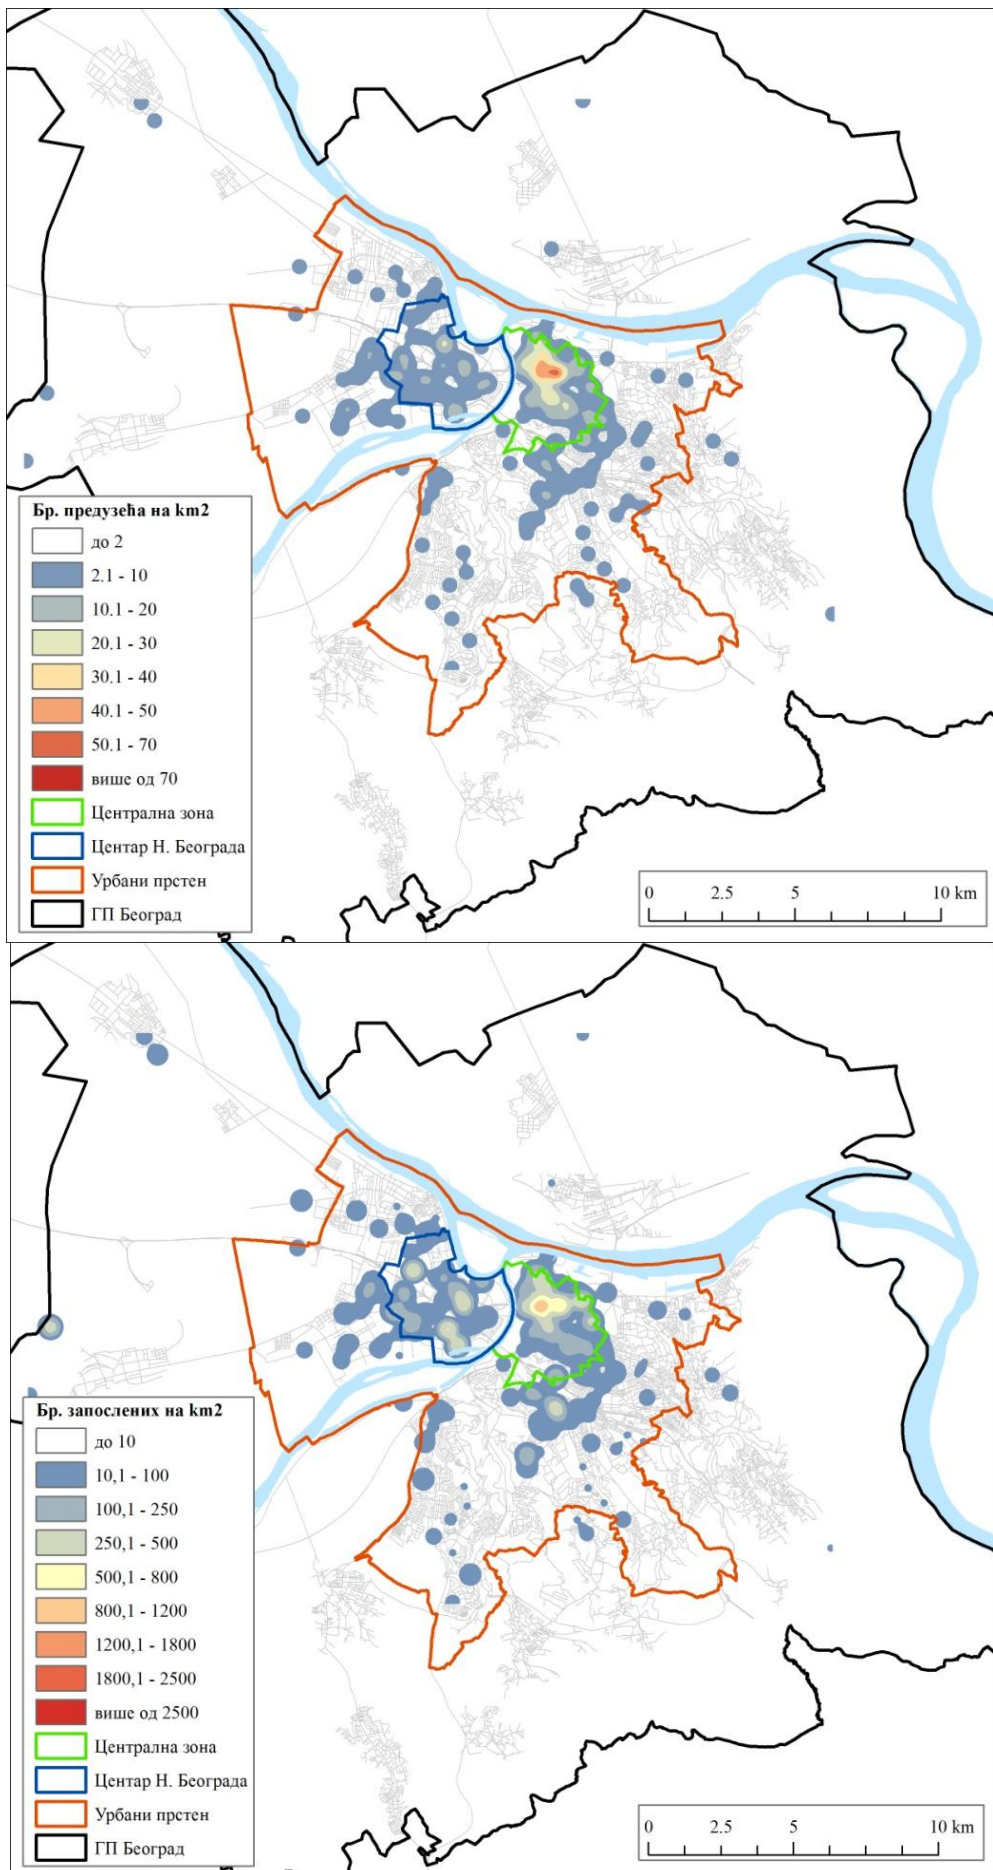 Бр. предузећа на km2
до 2
2.1 - 10
10.1 - 20
20.1 - 30
30.1 - 40
40.1 - 50
50.1 - 70
више од 70
Централна зона
Центар Н. Београда
Урбани прстен
ГП Београд
0 2.5 5 10 km
Бр. запослених на km2
до 10
10,1 - 100
100,1 - 250
250,1 - 500
500,1 - 800
800,1 - 1200
1200,1 - 1800
1800,1 - 2500
више од 2500
Централна зона
Центар Н. Београда
Урбани прстен
ГП Београд
0 2.5 5 10 km